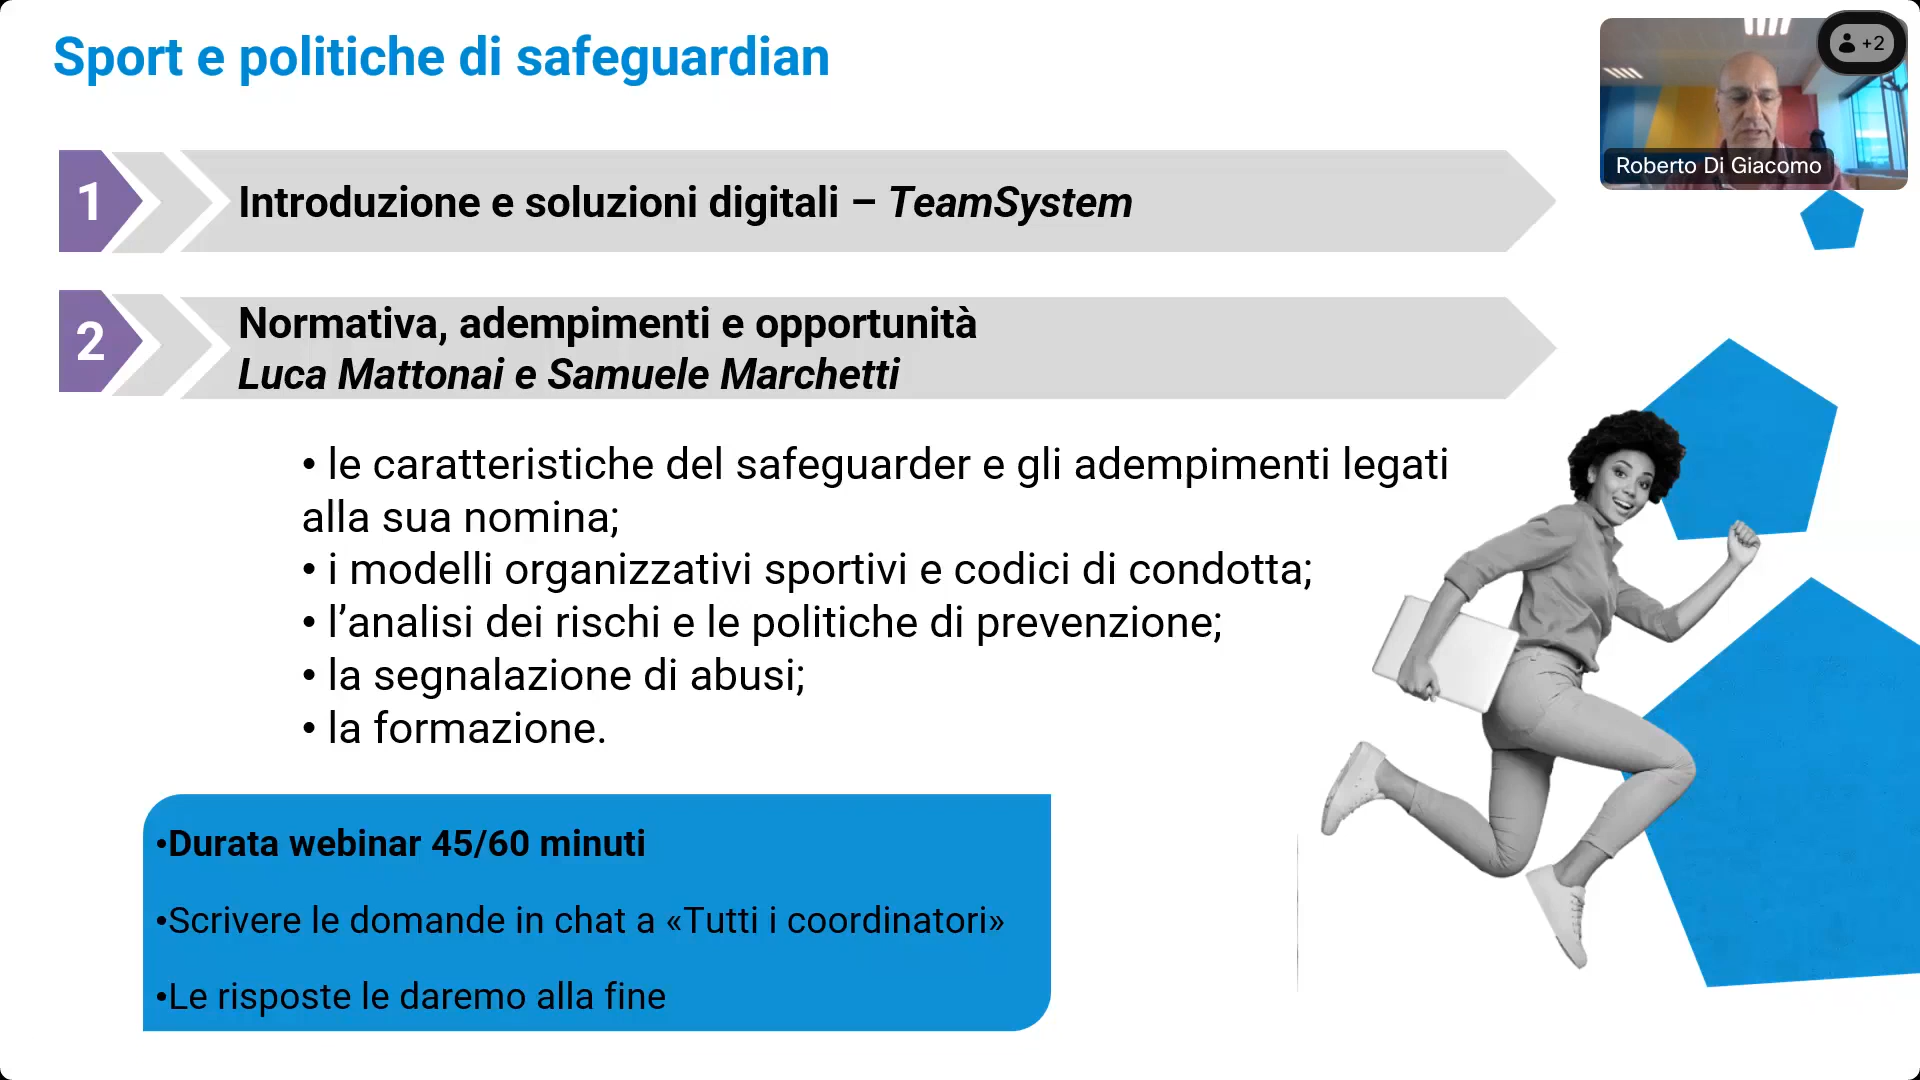 Sport e politiche di safeguardian
+2
Roberto Di Giacomo
1
Introduzione e soluzioni digitali – TeamSystem
2
Normativa, adempimenti e opportunità
Luca Mattonai e Samuele Marchetti
• le caratteristiche del safeguarder e gli adempimenti legati
alla sua nomina;
• i modelli organizzativi sportivi e codici di condotta;
• l’analisi dei rischi e le politiche di prevenzione;
• la segnalazione di abusi;
• la formazione.
•Durata webinar 45/60 minuti
•Scrivere le domande in chat a «Tutti i coordinatori»
•Le risposte le daremo alla fine